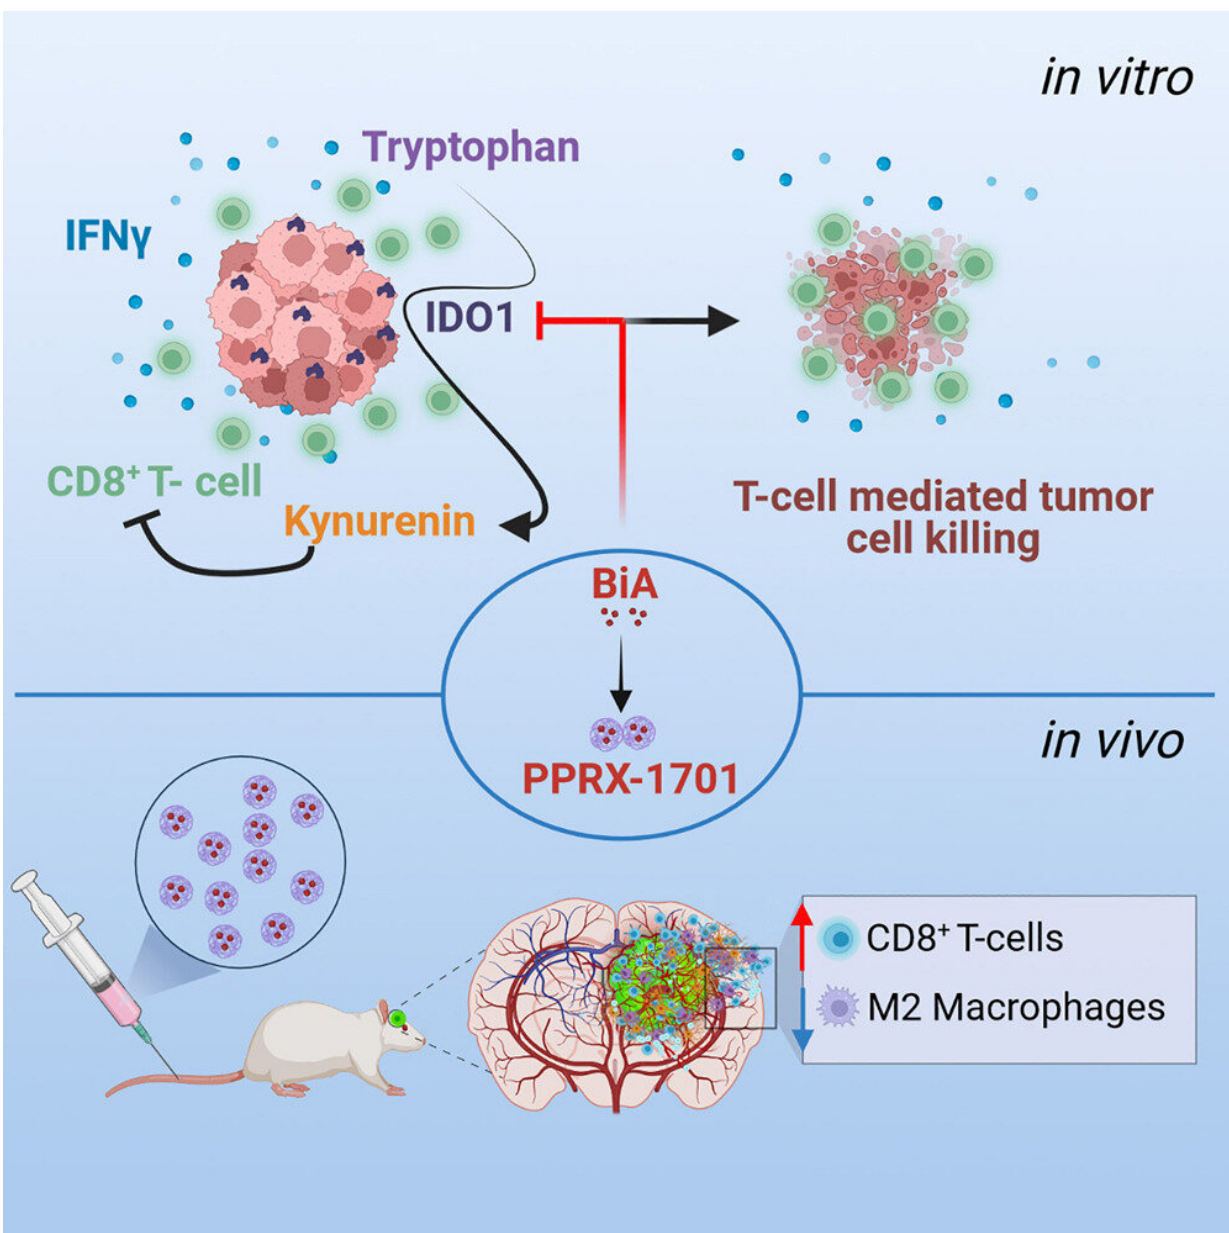 in vitro
Tryptophan
IFNγ
IDO1
CD8⁺ T- cell
Kynurenin
T-cell mediated tumor
cell killing
BiA
PPRX-1701
in vivo
CD8⁺ T-cells
M2 Macrophages